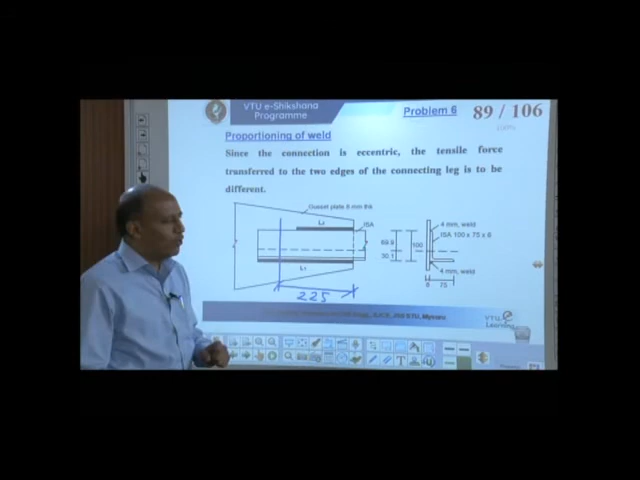 VTU e-Shikshana
Programme
Problem 6
89 / 106
Proportioning of weld
Since the connection is eccentric, the tensile force
transferred to the two edges of the connecting leg is to be
different.
Gusset plate 8 mm thk
L₂
ISA
4 mm, weld
ISA 100 x 75 x 6
69.9
100
30.1
L₁
4 mm, weld
8 75
225
Mysuru
VTU e
Learning